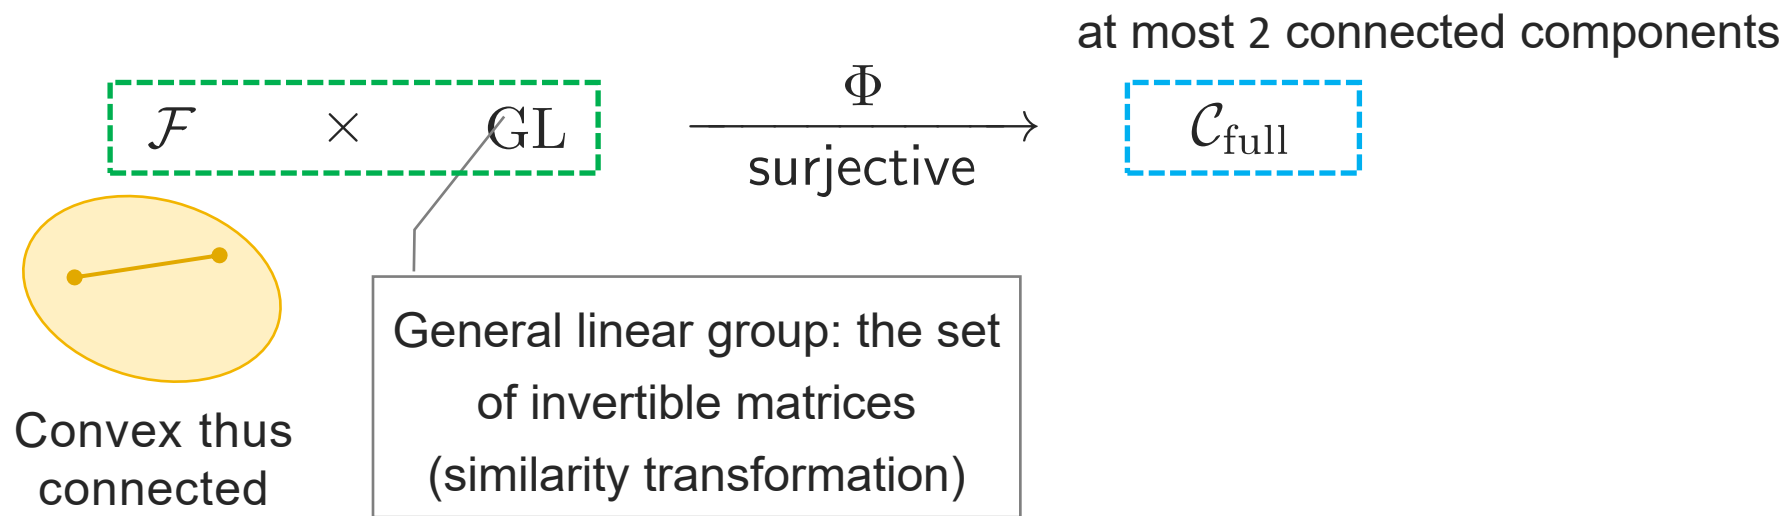 at most 2 connected components
ℱ × GL Φ 𝒞_full
surjective
General linear group: the set
of invertible matrices
(similarity transformation)
Convex thus
connected